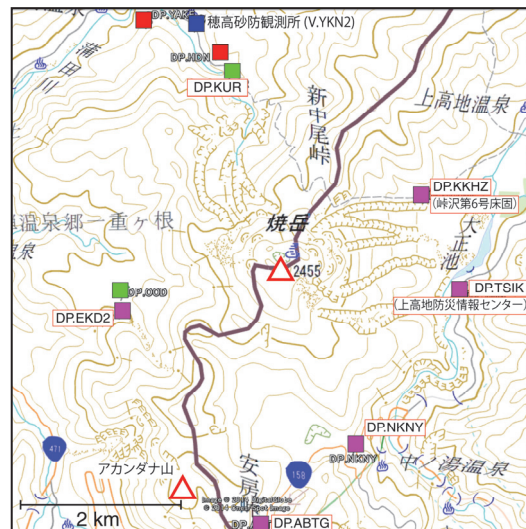 DP.YAKE
穂高砂防観測所 (V.YKN2)
蒲田川
DP.HDN
DP.KUR
新中尾峠
上高地温泉
DP.KKHZ
(峠沢第6号床固)
大正池
温泉郷一重ヶ根
焼岳
2455
DP.TSIK
(上高地防災情報センター)
DP.EKD2
DP.NKNY
DP.NKNY
中ノ湯温泉
471
158
アカンダナ山
安房
2 km
DP.ABTG